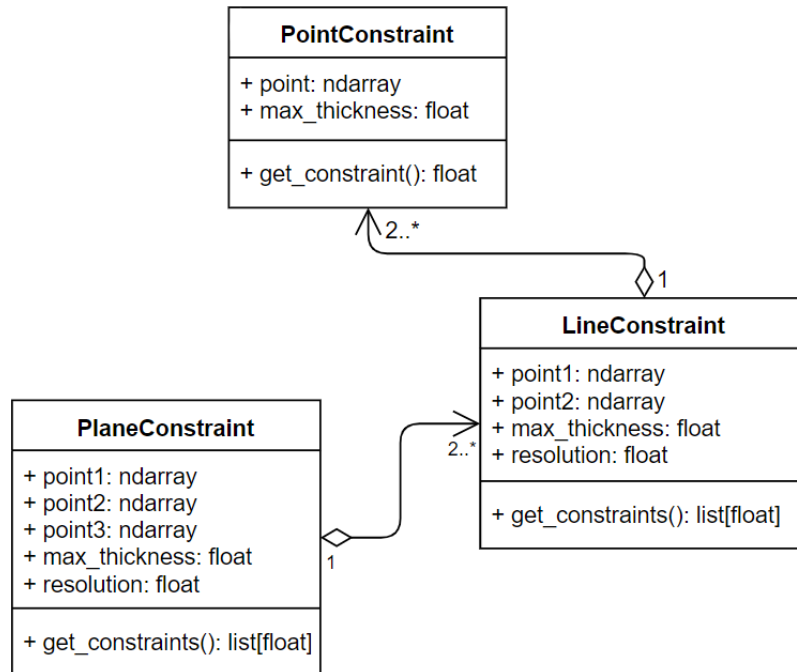 PointConstraint
+ point: ndarray
+ max_thickness: float
+ get_constraint(): float
2..*
1
LineConstraint
+ point1: ndarray
+ point2: ndarray
+ max_thickness: float
+ resolution: float
+ get_constraints(): list[float]
PlaneConstraint
+ point1: ndarray
+ point2: ndarray
+ point3: ndarray
+ max_thickness: float
+ resolution: float
+ get_constraints(): list[float]
2..*
1